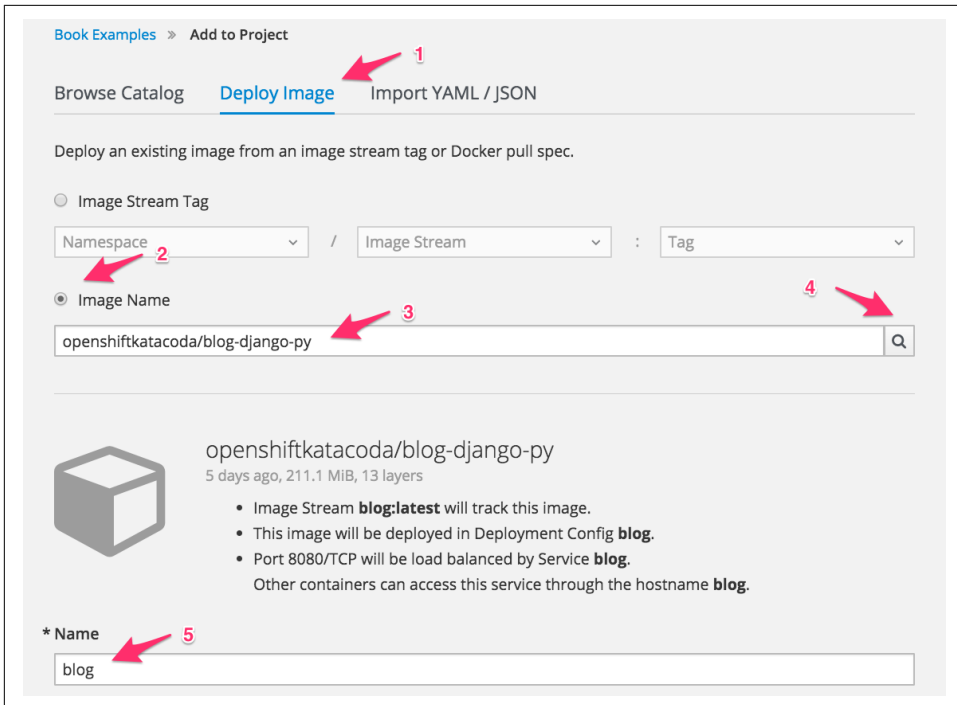 Book Examples » Add to Project
1
Browse Catalog Deploy Image Import YAML / JSON
Deploy an existing image from an image stream tag or Docker pull spec.
Image Stream Tag
Namespace / Image Stream : Tag
2
Image Name
4
3
openshiftkatacoda/blog-django-py
openshiftkatacoda/blog-django-py
5 days ago, 211.1 MiB, 13 layers
• Image Stream blog:latest will track this image.
• This image will be deployed in Deployment Config blog.
• Port 8080/TCP will be load balanced by Service blog.
Other containers can access this service through the hostname blog.
* Name
5
blog